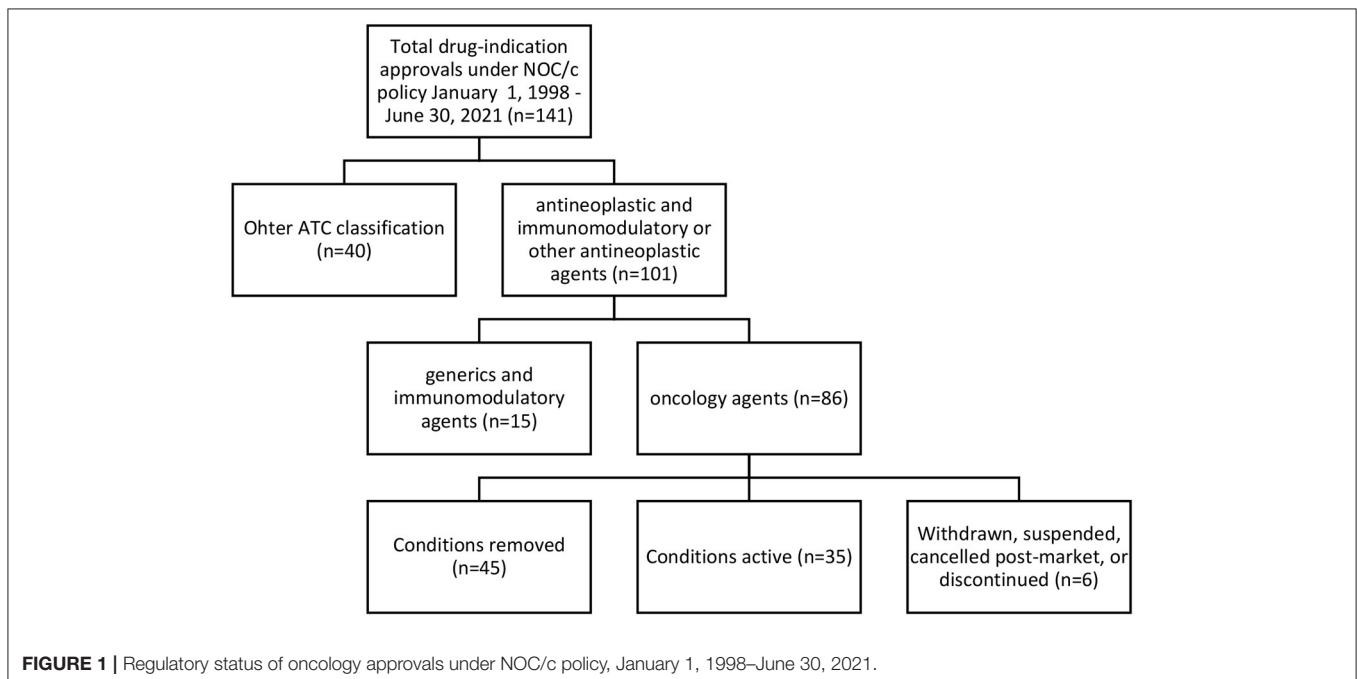 Total drug-indication
approvals under NOC/c
policy January  1, 1998 -
June 30, 2021 (n=141)
Ohter ATC classification
(n=40)
antineoplastic and
immunomodulatory or
other antineoplastic
agents (n=101)
generics and
immunomodulatory
agents (n=15)
oncology agents (n=86)
Conditions removed
(n=45)
Conditions active (n=35)
Withdrawn, suspended,
cancelled post-market, or
discontinued (n=6)
FIGURE 1 | Regulatory status of oncology approvals under NOC/c policy, January 1, 1998–June 30, 2021.